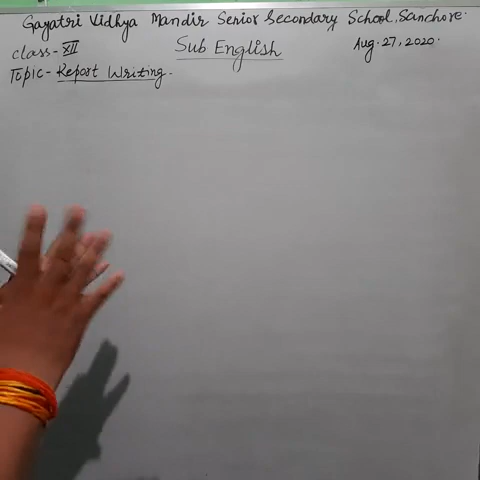 Gayatri Vidhya Mandir Senior Secondary School, Sanchore.
class- XII Sub English Aug. 27, 2020.
Topic- Report Writing.